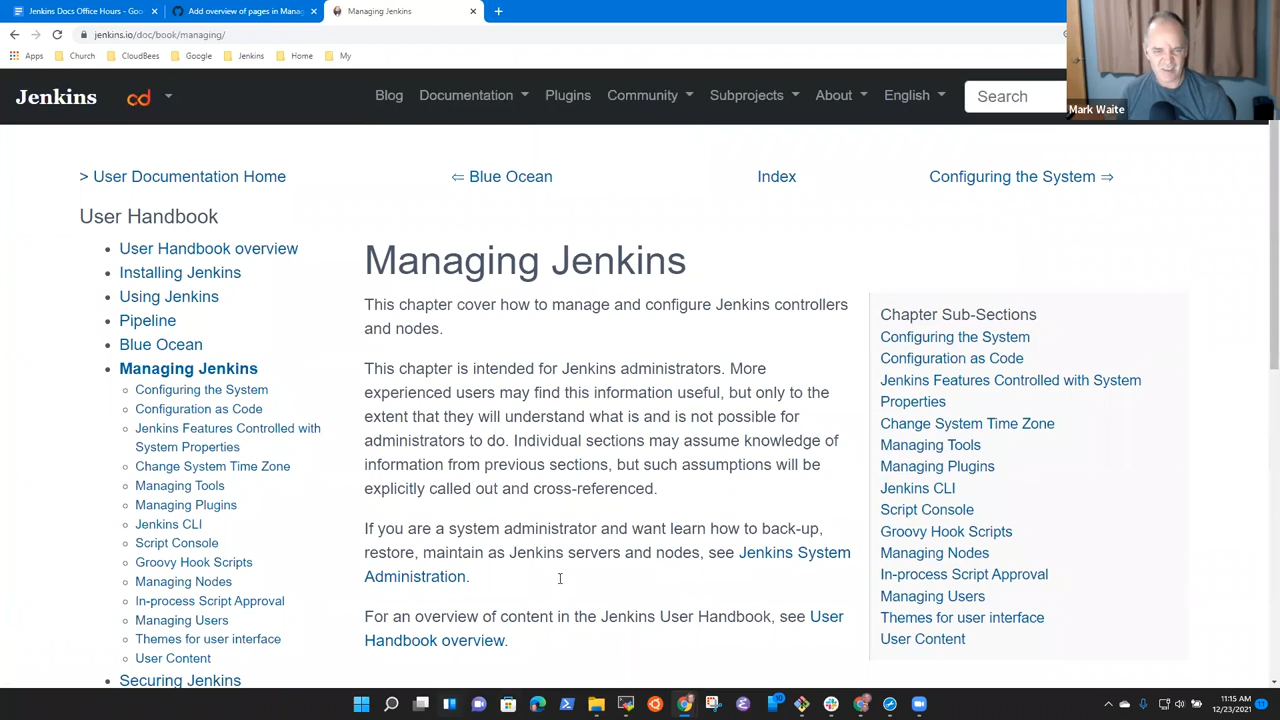 Jenkins Docs Office Hours - Goo
Add overview of pages in Manag
Managing Jenkins
jenkins.io/doc/book/managing/
Apps Church CloudBees Google Jenkins Home My
Mark Waite
Jenkins cd Blog Documentation Plugins Community Subprojects About English Search
> User Documentation Home
⇐ Blue Ocean
Index
Configuring the System ⇒
User Handbook
User Handbook overview
Installing Jenkins
Using Jenkins
Pipeline
Blue Ocean
Managing Jenkins
Configuring the System
Configuration as Code
Jenkins Features Controlled with
System Properties
Change System Time Zone
Managing Tools
Managing Plugins
Jenkins CLI
Script Console
Groovy Hook Scripts
Managing Nodes
In-process Script Approval
Managing Users
Themes for user interface
User Content
Securing Jenkins
Managing Jenkins
This chapter cover how to manage and configure Jenkins controllers
and nodes.
This chapter is intended for Jenkins administrators. More
experienced users may find this information useful, but only to the
extent that they will understand what is and is not possible for
administrators to do. Individual sections may assume knowledge of
information from previous sections, but such assumptions will be
explicitly called out and cross-referenced.
If you are a system administrator and want learn how to back-up,
restore, maintain as Jenkins servers and nodes, see Jenkins System
Administration.
For an overview of content in the Jenkins User Handbook, see User
Handbook overview.
Chapter Sub-Sections
Configuring the System
Configuration as Code
Jenkins Features Controlled with System
Properties
Change System Time Zone
Managing Tools
Managing Plugins
Jenkins CLI
Script Console
Groovy Hook Scripts
Managing Nodes
In-process Script Approval
Managing Users
Themes for user interface
User Content
11:15 AM
12/23/2021